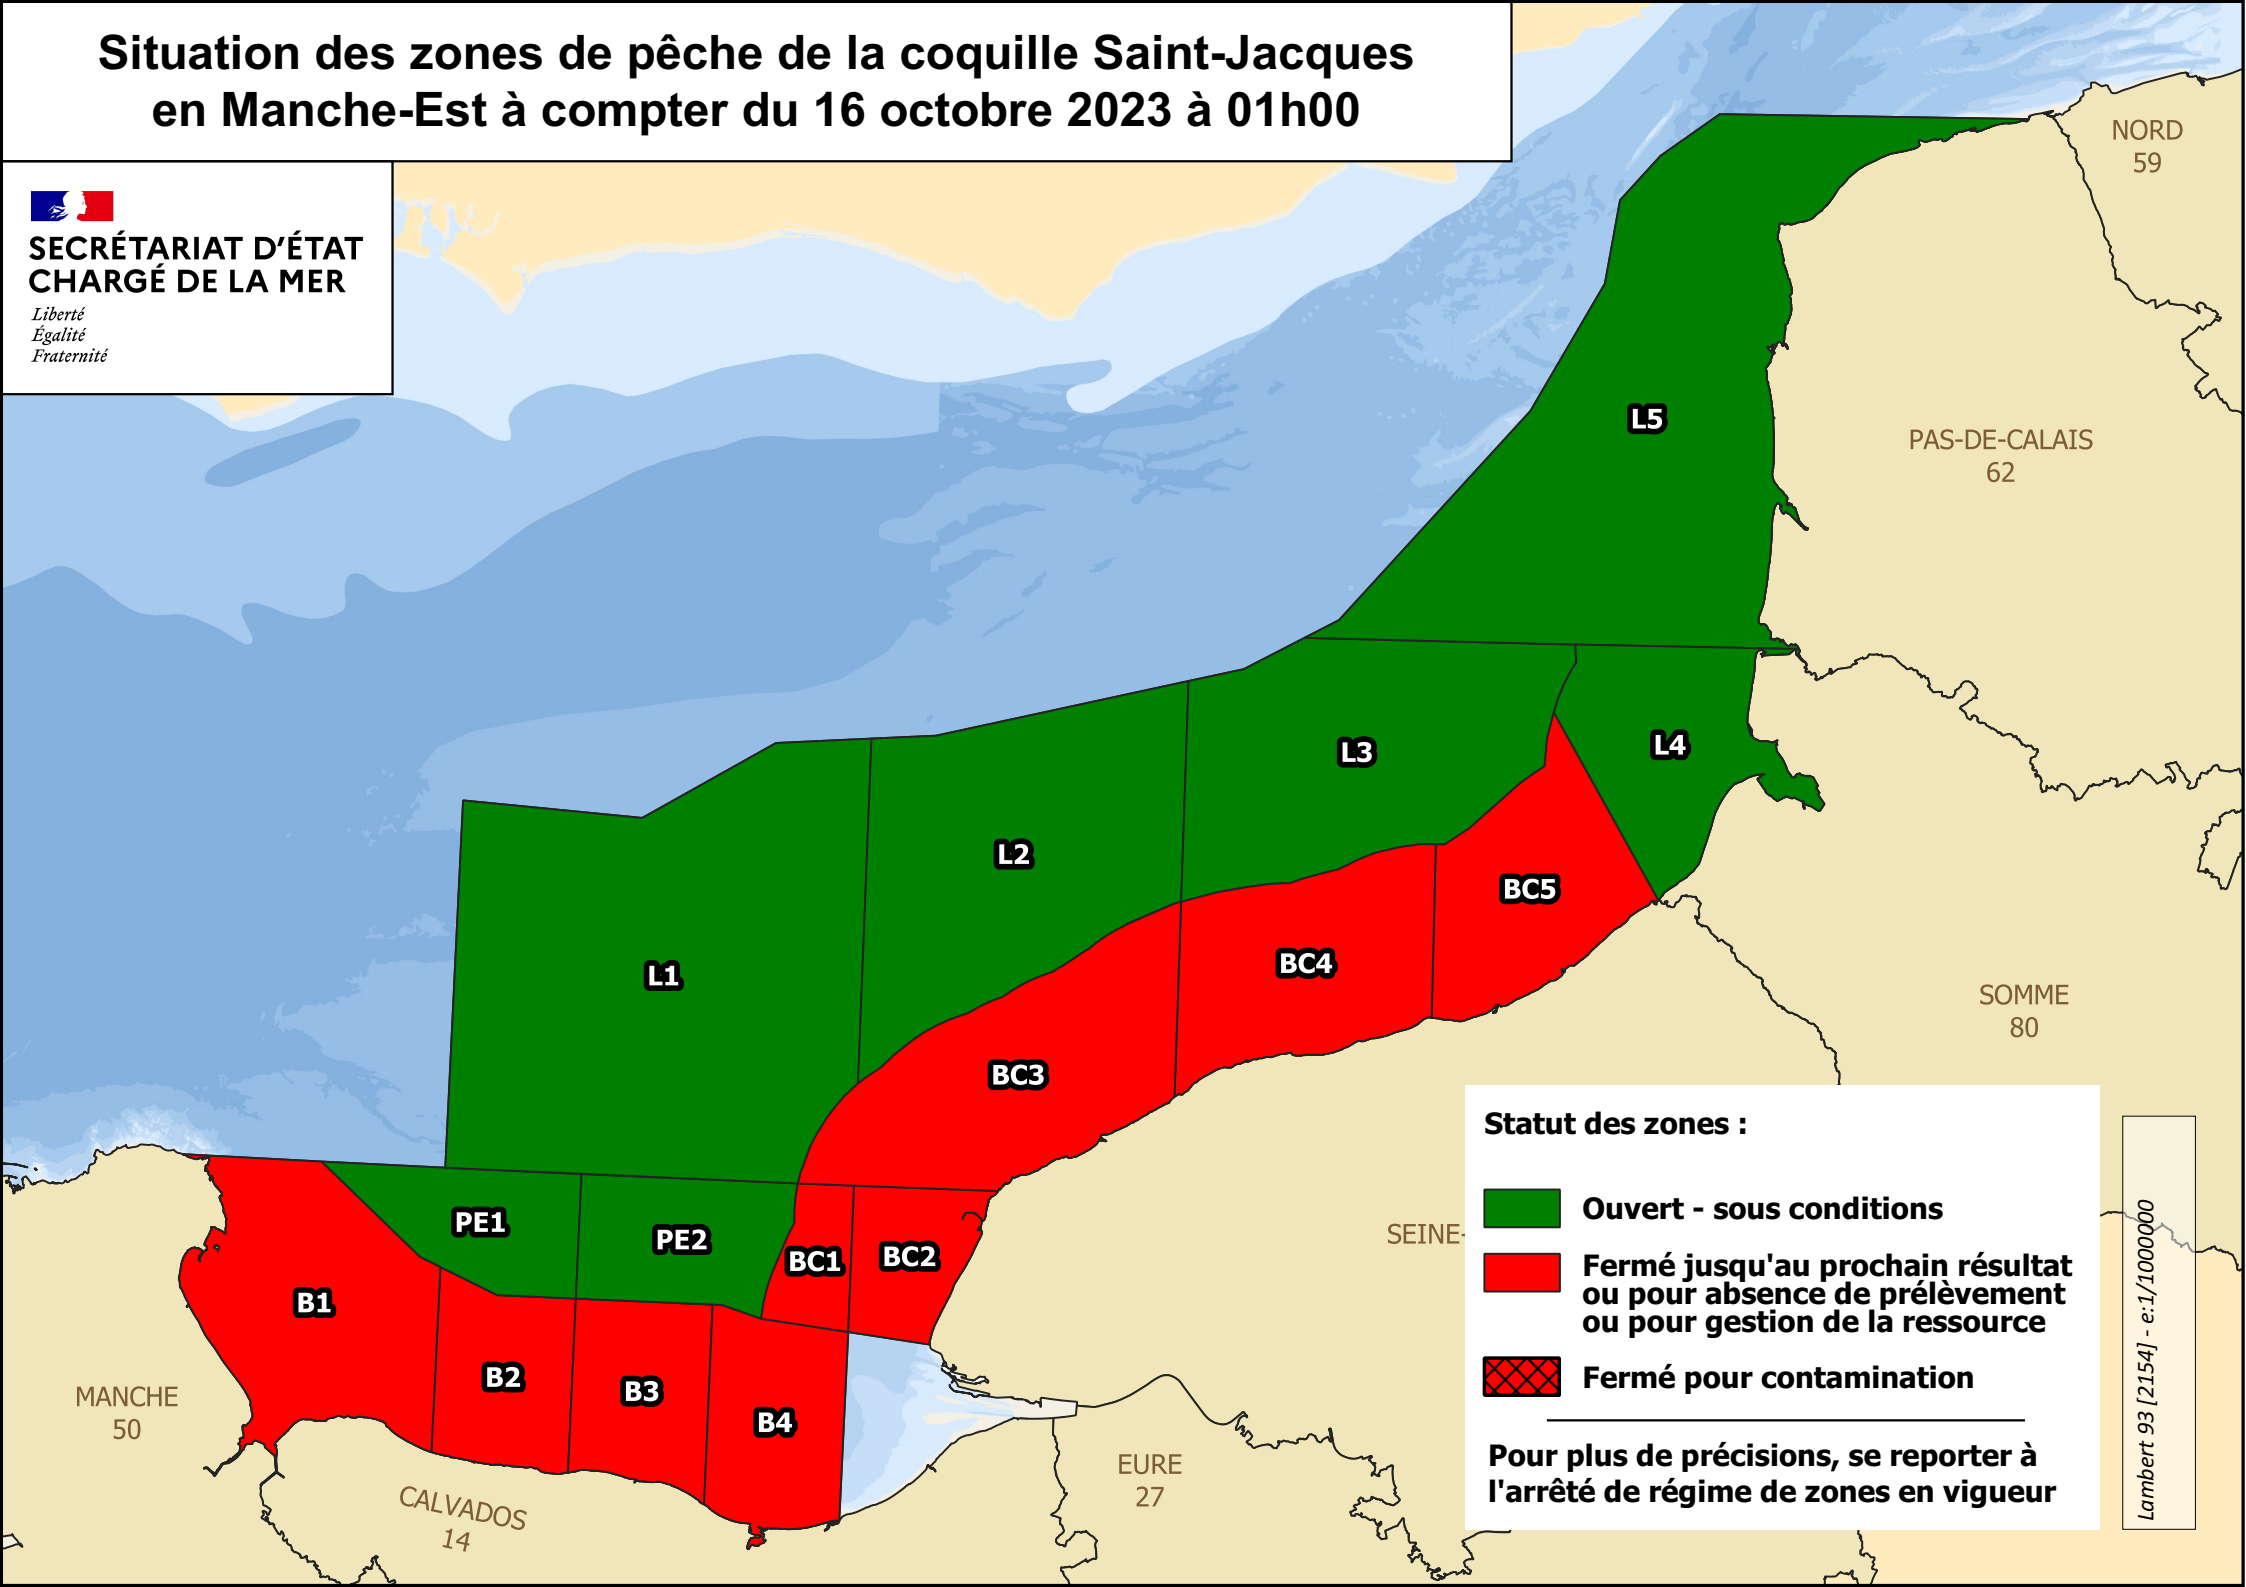 Situation des zones de pêche de la coquille Saint-Jacques
en Manche-Est à compter du 16 octobre 2023 à 01h00
SECRÉTARIAT D'ÉTAT
CHARGÉ DE LA MER
Liberté
Égalité
Fraternité
NORD
59
PAS-DE-CALAIS
62
L5
L3
L4
L2
BC5
BC4
L1
SOMME
80
BC3
PE1
PE2
BC1
BC2
SEINE-
B1
B2
B3
B4
MANCHE
50
CALVADOS
14
EURE
27
Statut des zones :
Ouvert - sous conditions
Fermé jusqu'au prochain résultat
ou pour absence de prélèvement
ou pour gestion de la ressource
Fermé pour contamination
Pour plus de précisions, se reporter à
l'arrêté de régime de zones en vigueur
Lambert 93 [2154] - e:1/1000000